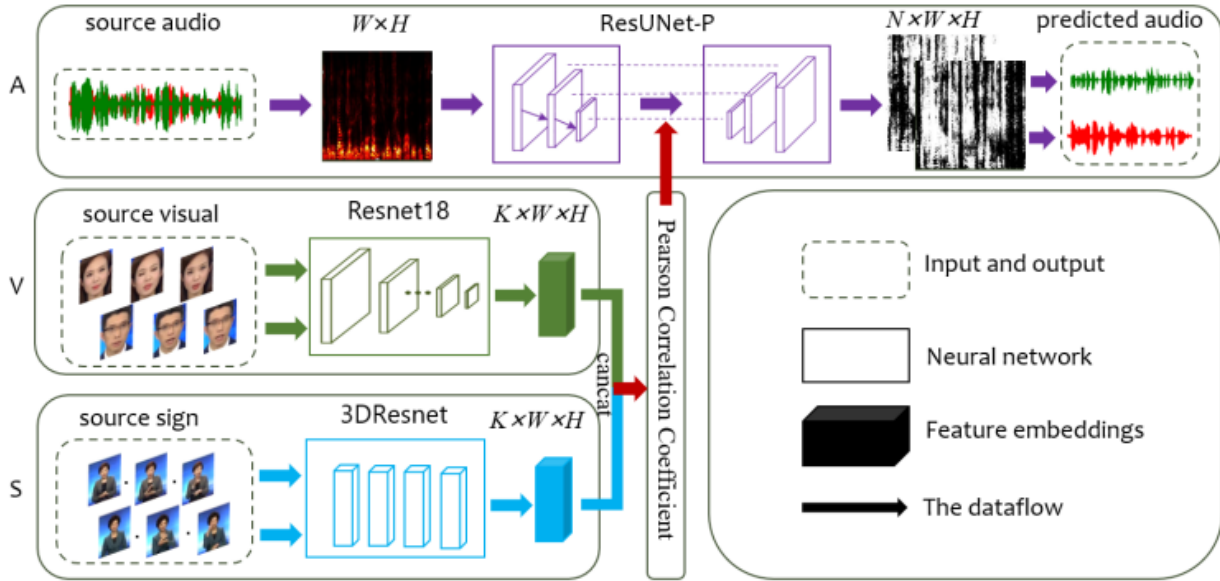 source audio
W×H
ResUNet-P
N×W×H
predicted audio
A
source visual
Resnet18
K×W×H
V
cancat
Pearson Correlation Coefficient
source sign
3DResnet
K×W×H
S
Input and output
Neural network
Feature embeddings
The dataflow